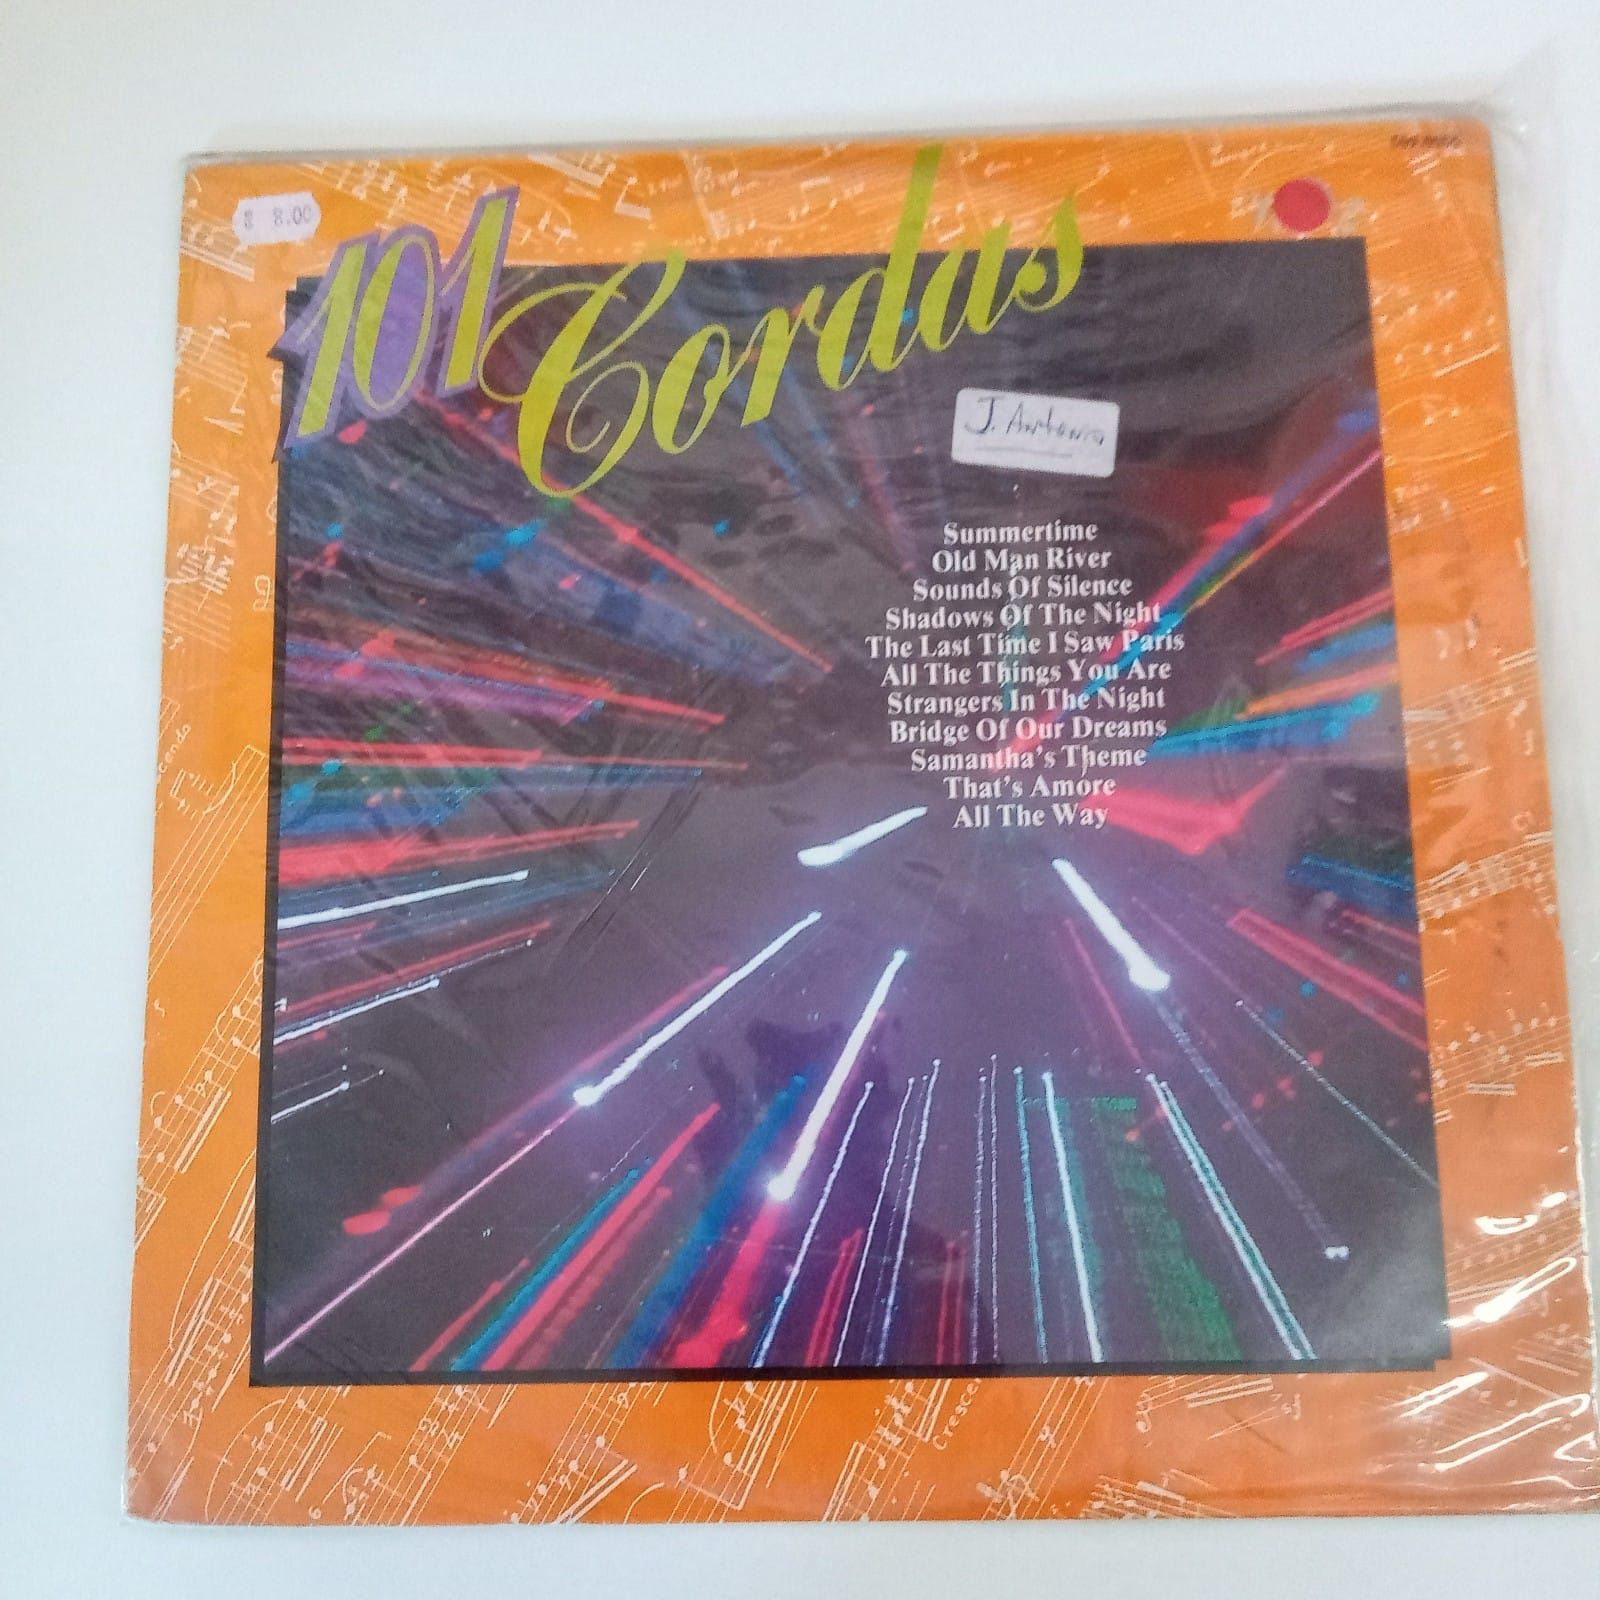 $ 8.00
101 Cordas
J. Antonio
Summertime
Old Man River
Sounds Of Silence
Shadows Of The Night
The Last Time I Saw Paris
All The Things You Are
Strangers In The Night
Bridge Of Our Dreams
Samantha's Theme
That's Amore
All The Way
Crescen